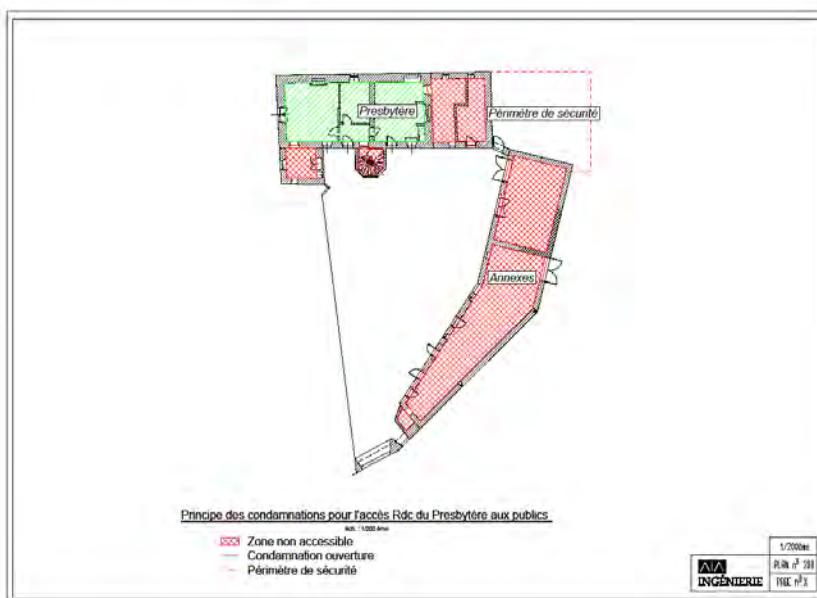 Presbytère
Périmètre de sécurité
Annexes
Principe des condamnations pour l'accès Rdc du Presbytère aux publics
Zone non accessible
Condamnation ouverture
Périmètre de sécurité
INGÉNIERIE